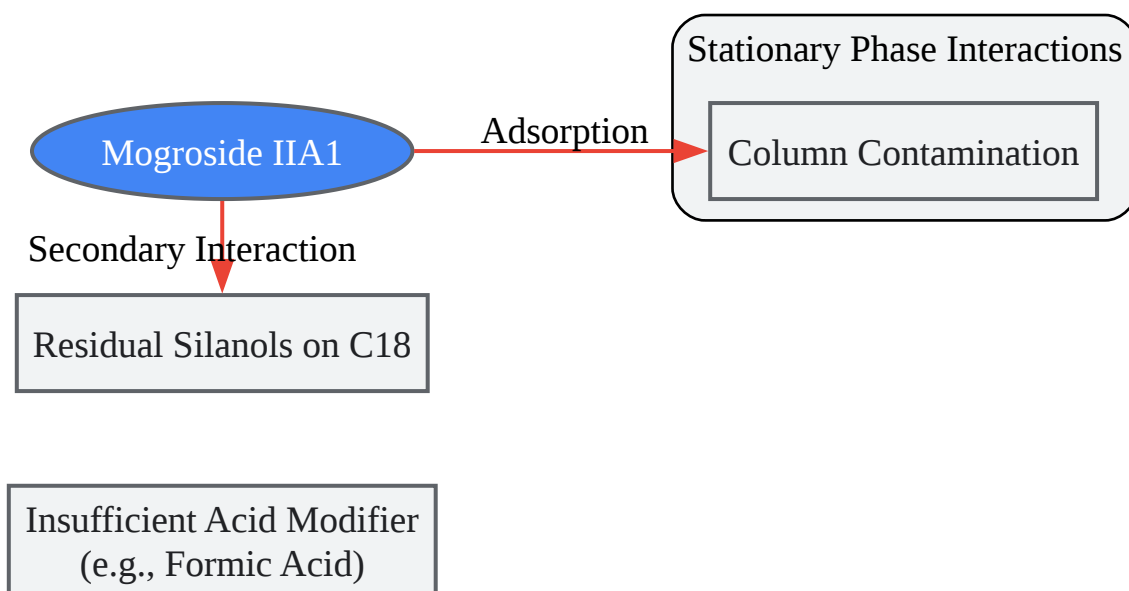 Stationary Phase Interactions
Mogroside IIA1
Adsorption
Column Contamination
Secondary Interaction
Residual Silanols on C18
Insufficient Acid Modifier
(e.g., Formic Acid)